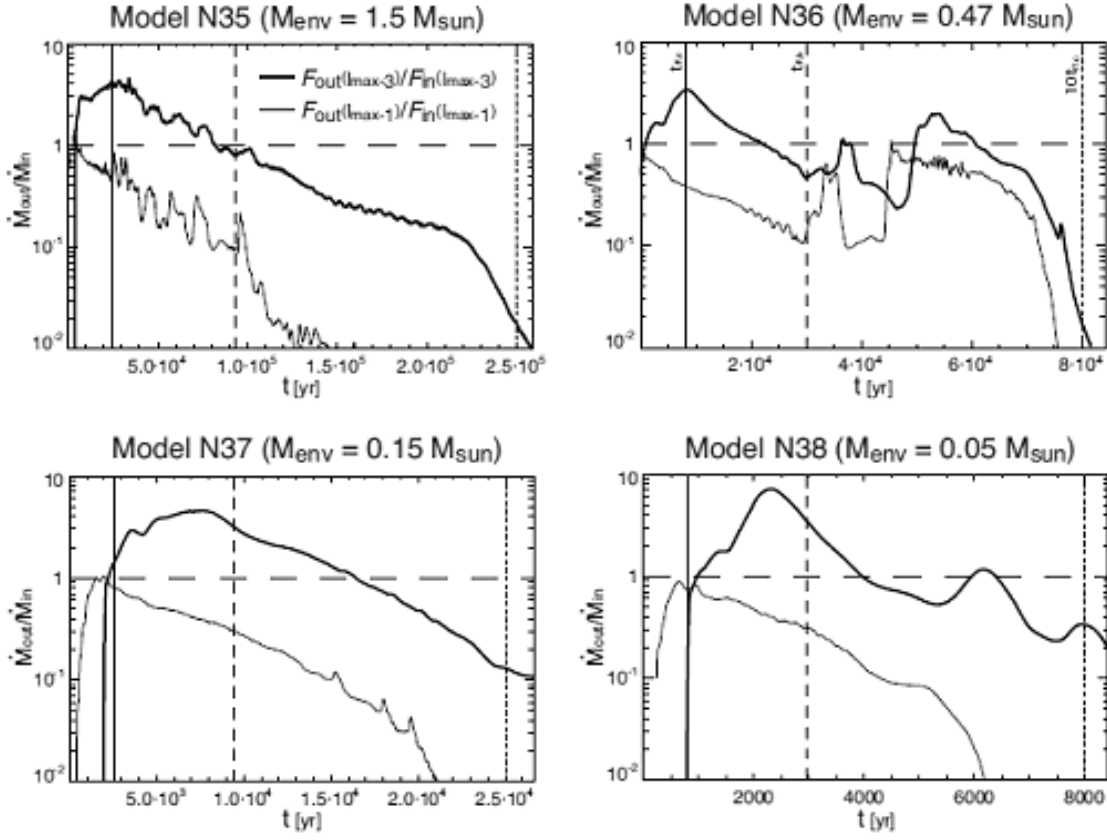 Model N35 (Menv = 1.5 Msun)
Model N36 (Menv = 0.47 Msun)
10
1
10-1
10-2
Ṁout/Ṁin
Fout(lmax-3)/Fin(lmax-3)
Fout(lmax-1)/Fin(lmax-1)
5.0·10⁴ 1.0·10⁵ 1.5·10⁵ 2.0·10⁵ 2.5·10⁵
t [yr]
10
1
10-1
10-2
Ṁout/Ṁin
2·10⁴ 4·10⁴ 6·10⁴ 8·10⁴
t [yr]
Model N37 (Menv = 0.15 Msun)
Model N38 (Menv = 0.05 Msun)
10
1
10-1
10-2
Ṁout/Ṁin
5.0·10³ 1.0·10⁴ 1.5·10⁴ 2.0·10⁴ 2.5·10⁴
t [yr]
10
1
10-1
10-2
Ṁout/Ṁin
2000 4000 6000 8000
t [yr]